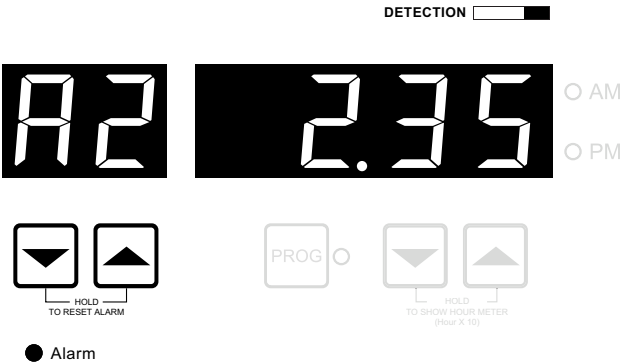 DETECTION
A2 2.35
AM
PM
PROG
HOLD
TO RESET ALARM
HOLD
TO SHOW HOUR METER
(Hour X 10)
Alarm